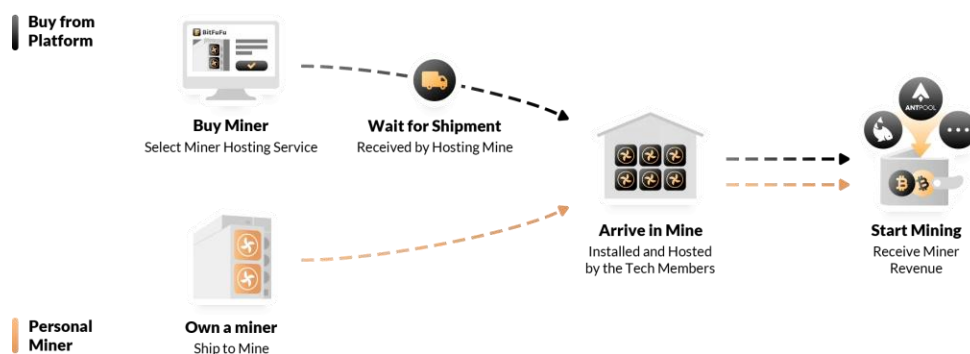 Buy from
Platform
BitFuFu
Buy Miner
Select Miner Hosting Service
Wait for Shipment
Received by Hosting Mine
ANTPOOL
Arrive in Mine
Installed and Hosted
by the Tech Members
Start Mining
Receive Miner
Revenue
Personal
Miner
Own a miner
Ship to Mine